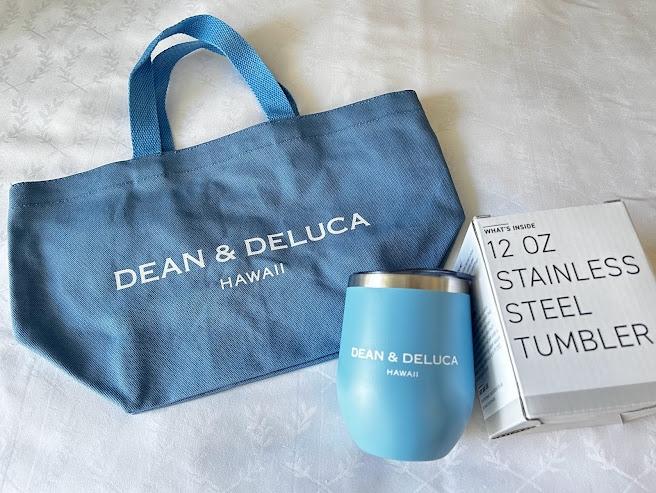 DEAN & DELUCA
HAWAII
DEAN & DELUCA
HAWAII
WHAT'S INSIDE
12 OZ
STAINLESS
STEEL
TUMBLER